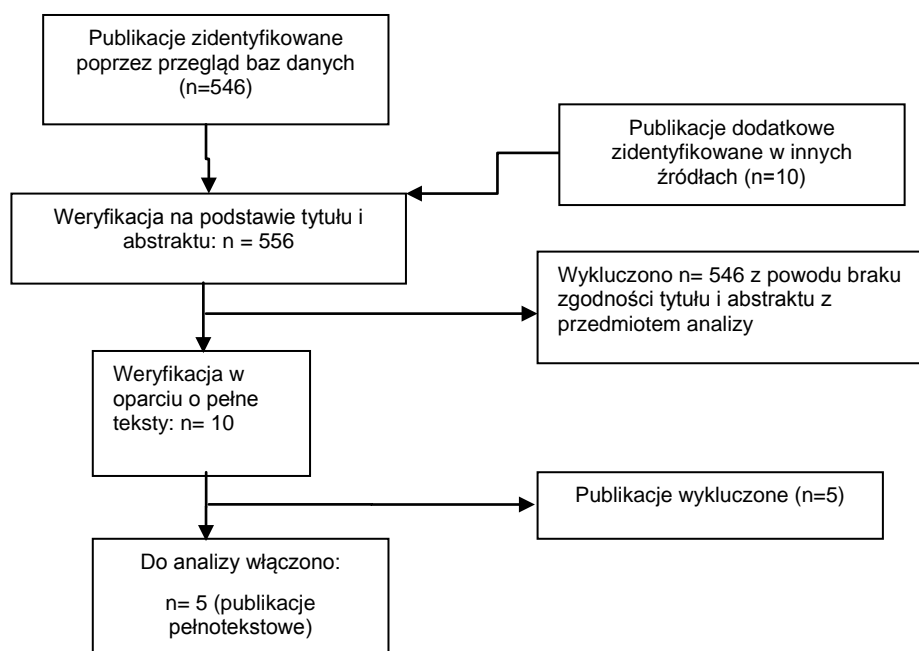 Publikacje zidentyfikowane
poprzez przegląd baz danych
(n=546)
Publikacje dodatkowe
zidentyfikowane w innych
źródłach (n=10)
Weryfikacja na podstawie tytułu i
abstraktu: n = 556
Wykluczono n= 546 z powodu braku
zgodności tytułu i abstraktu z
przedmiotem analizy
Weryfikacja w
oparciu o pełne
teksty: n= 10
Publikacje wykluczone (n=5)
Do analizy włączono:
n= 5 (publikacje
pełnotekstowe)